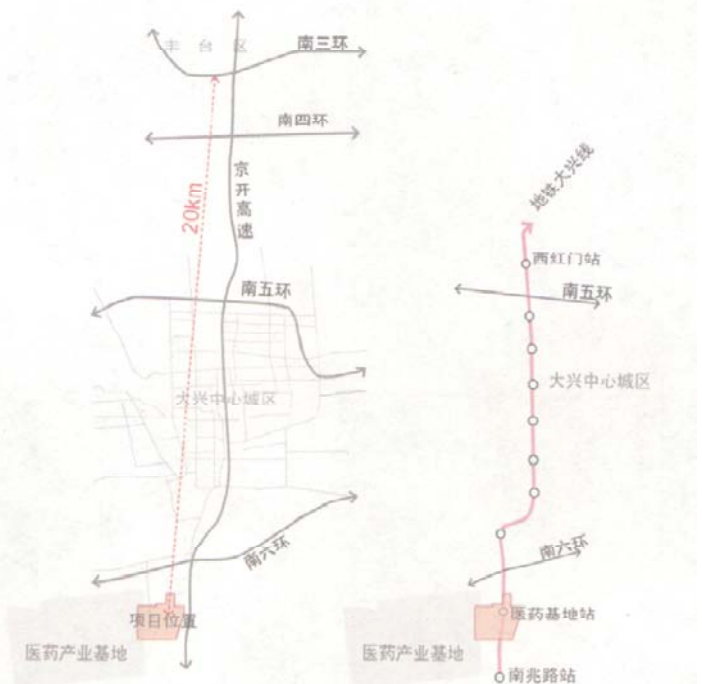 丰台区
南三环
南四环
京开高速
20km
南五环
大兴中心城区
南六环
项目位置
医药产业基地
地铁大兴线
西红门站
南五环
大兴中心城区
南六环
医药基地站
医药产业基地
南兆路站